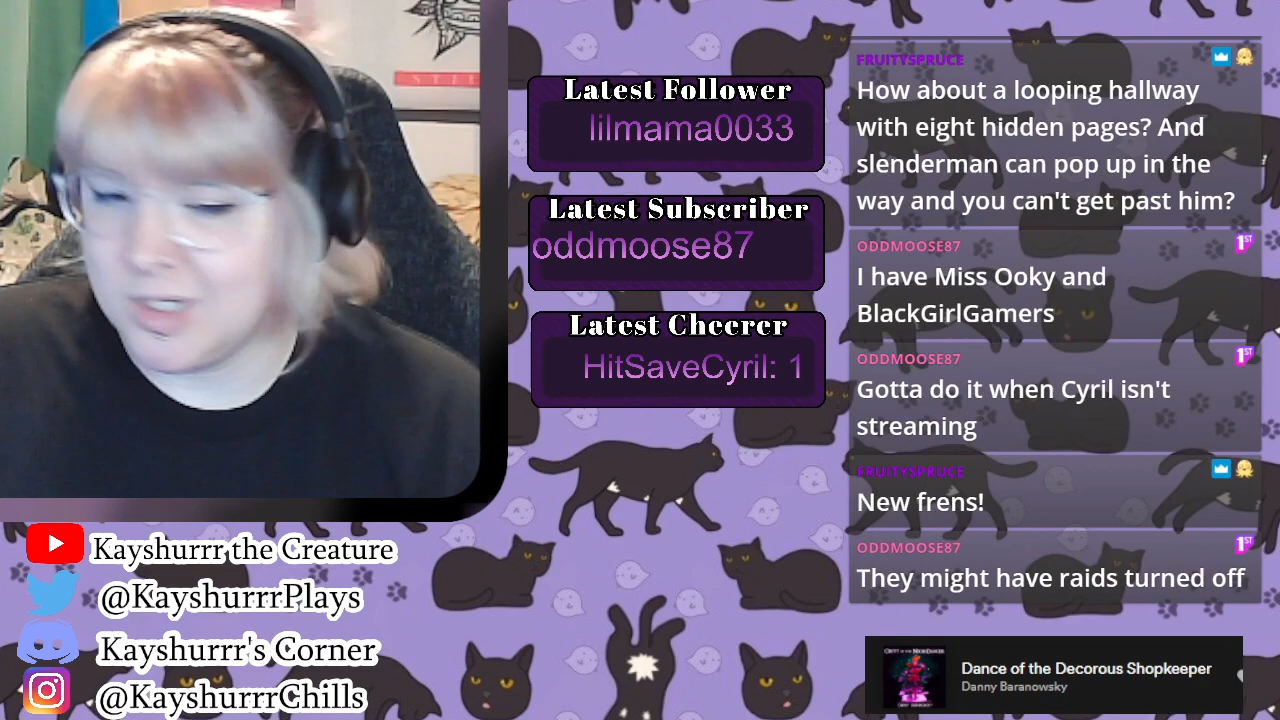 Latest Follower
lilmama0033
Latest Subscriber
oddmoose87
Latest Cheerer
HitSaveCyril: 1
FRUITYSPRUCE
How about a looping hallway
with eight hidden pages? And
slenderman can pop up in the
way and you can't get past him?
ODDMOOSE87
1ST
I have Miss Ooky and
BlackGirlGamers
ODDMOOSE87
1ST
Gotta do it when Cyril isn't
streaming
FRUITYSPRUCE
New frens!
ODDMOOSE87
1ST
They might have raids turned off
Kayshurrr the Creature
@KayshurrrPlays
Kayshurrr's Corner
@KayshurrrChills
Dance of the Decorous Shopkeeper
Danny Baranowsky